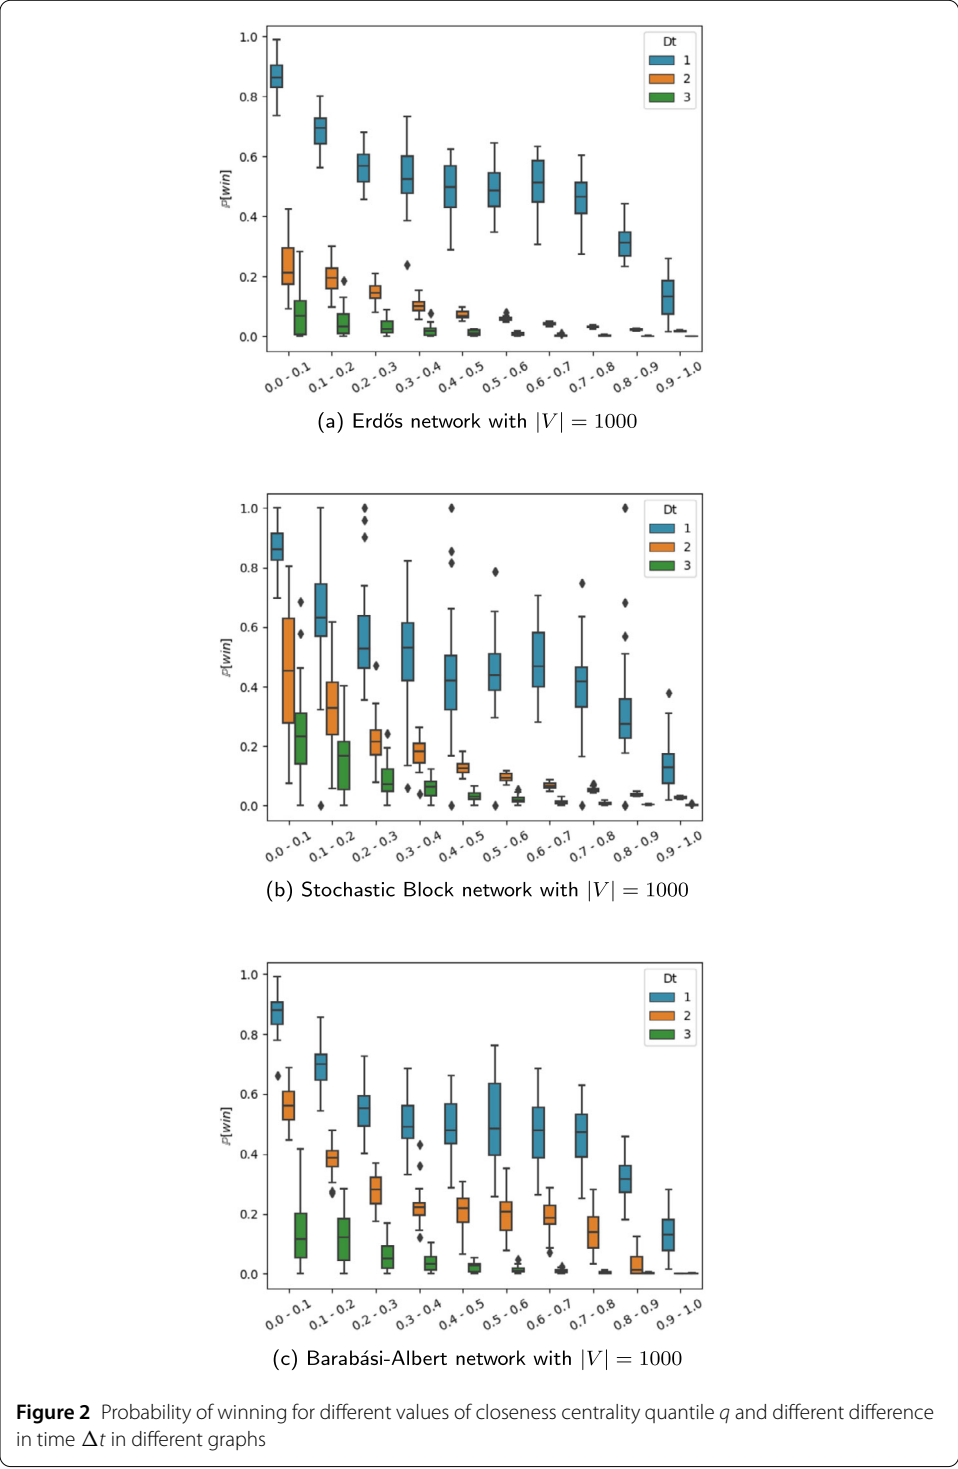 1.0
0.8
0.6
0.4
0.2
0.0
ℙ[win]
Dt
1
2
3
0.0 - 0.1
0.1 - 0.2
0.2 - 0.3
0.3 - 0.4
0.4 - 0.5
0.5 - 0.6
0.6 - 0.7
0.7 - 0.8
0.8 - 0.9
0.9 - 1.0
(a) Erdős network with |V| = 1000
1.0
0.8
0.6
0.4
0.2
0.0
ℙ[win]
Dt
1
2
3
0.0 - 0.1
0.1 - 0.2
0.2 - 0.3
0.3 - 0.4
0.4 - 0.5
0.5 - 0.6
0.6 - 0.7
0.7 - 0.8
0.8 - 0.9
0.9 - 1.0
(b) Stochastic Block network with |V| = 1000
1.0
0.8
0.6
0.4
0.2
0.0
ℙ[win]
Dt
1
2
3
0.0 - 0.1
0.1 - 0.2
0.2 - 0.3
0.3 - 0.4
0.4 - 0.5
0.5 - 0.6
0.6 - 0.7
0.7 - 0.8
0.8 - 0.9
0.9 - 1.0
(c) Barabási-Albert network with |V| = 1000
Figure 2 Probability of winning for different values of closeness centrality quantile q and different difference
in time Δt in different graphs